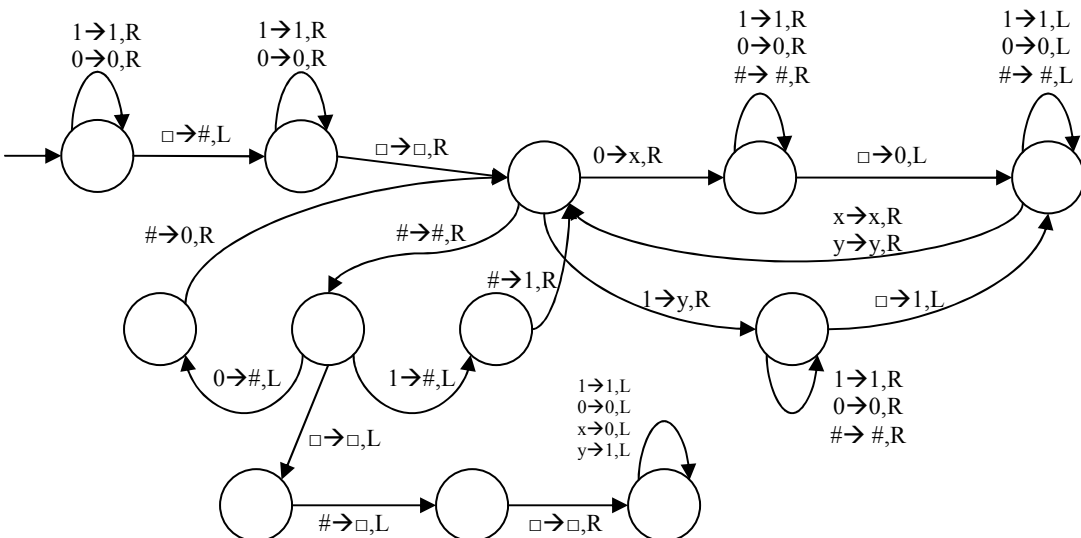 1→1,R
0→0,R
1→1,R
0→0,R
1→1,R
0→0,R
#→ #,R
1→1,L
0→0,L
#→ #,L
□→#,L
□→□,R
0→x,R
□→0,L
x→x,R
y→y,R
#→0,R
#→#,R
#→1,R
1→y,R
□→1,L
0→#,L
1→#,L
1→1,R
0→0,R
#→ #,R
1→1,L
0→0,L
x→0,L
y→1,L
□→□,L
#→□,L
□→□,R